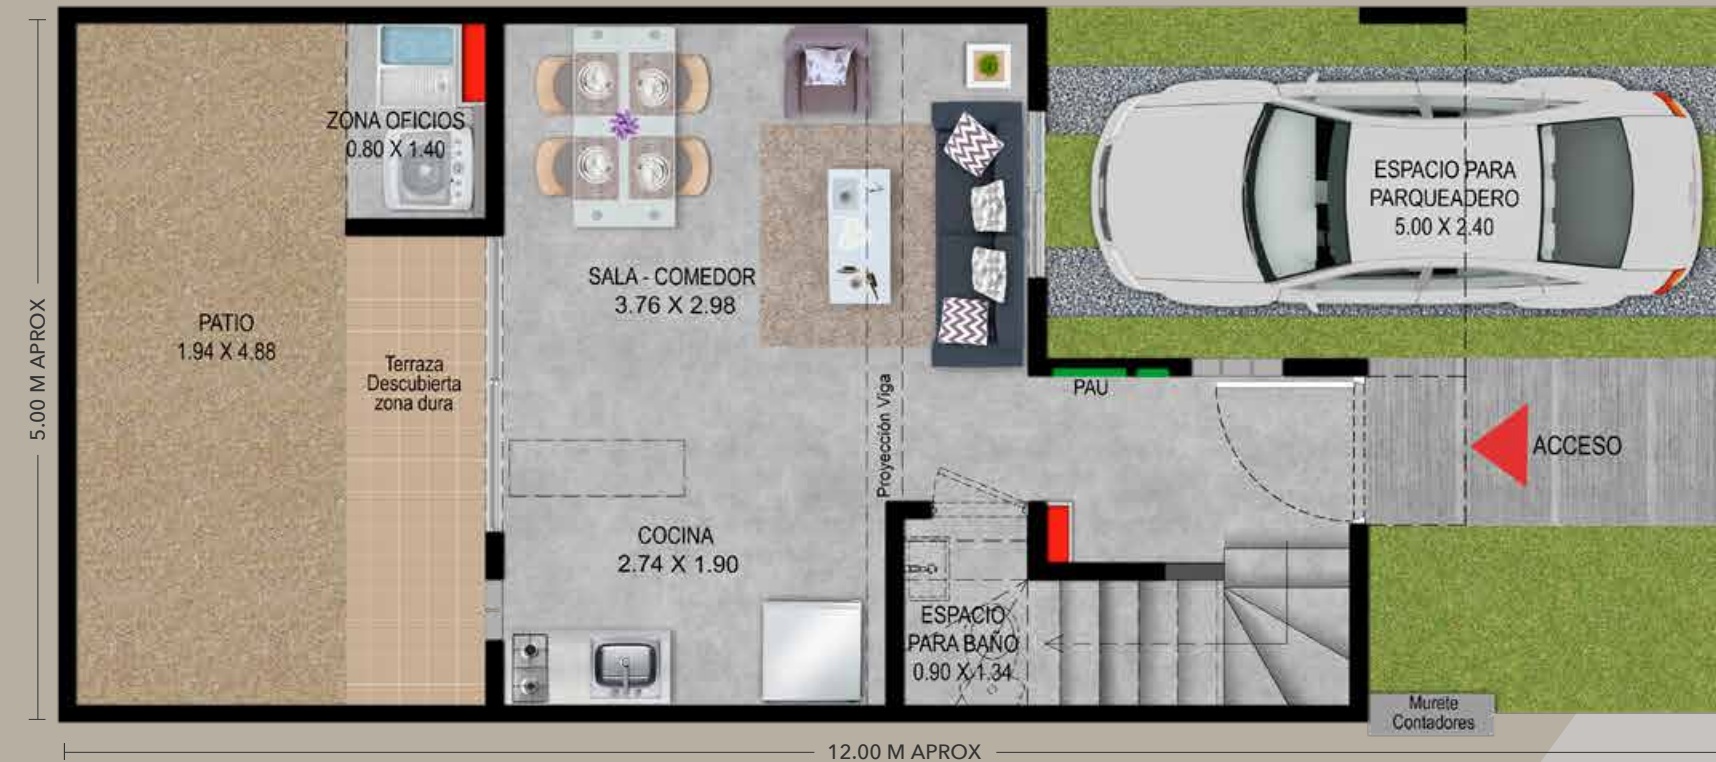 5.00 M APROX
PATIO
1.94 X 4.88
ZONA OFICIOS
0.80 X 1.40
Terraza
Descubierta
zona dura
SALA - COMEDOR
3.76 X 2.98
COCINA
2.74 X 1.90
Proyección Viga
ESPACIO
PARA BAÑO
0.90 X 1.34
PAU
ESPACIO PARA
PARQUEADERO
5.00 X 2.40
ACCESO
Murete
Contadores
12.00 M APROX